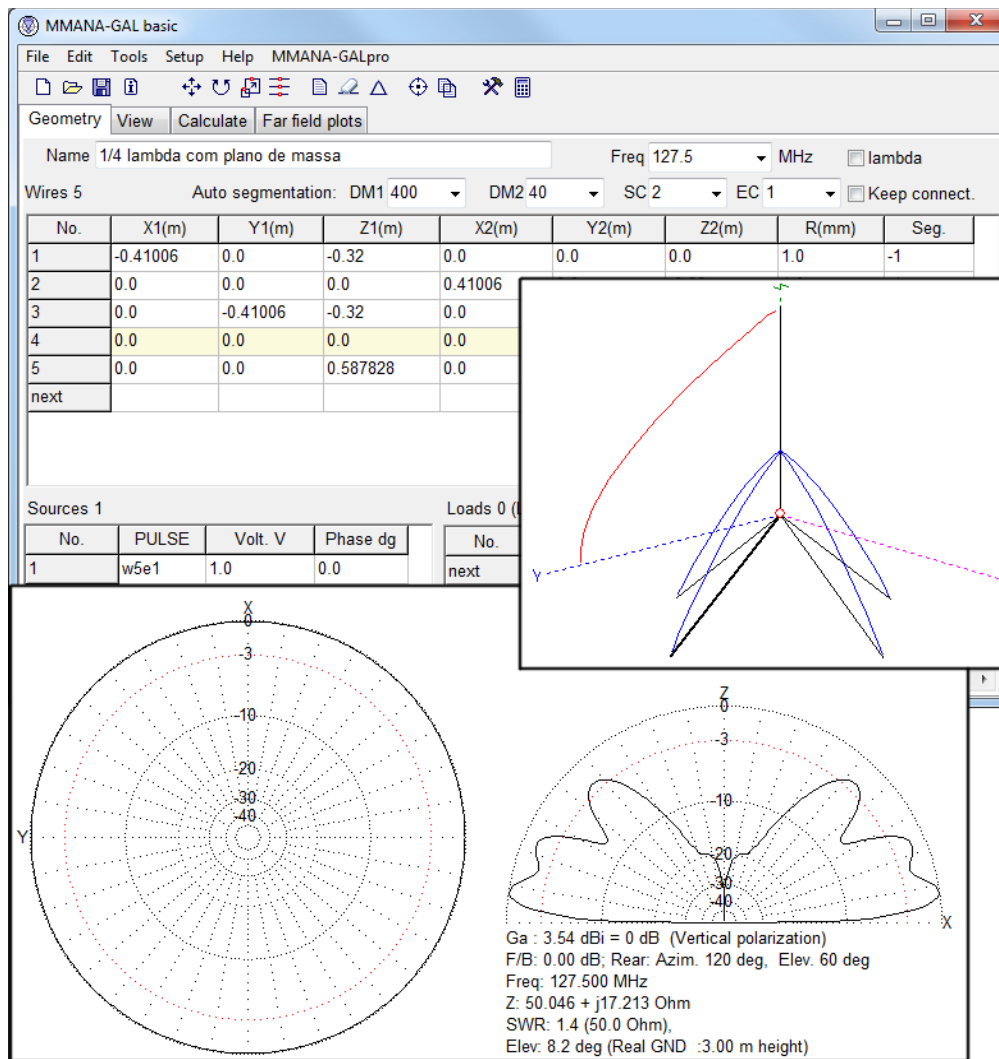 MMANA-GAL basic
File Edit Tools Setup Help MMANA-GALpro
Geometry View Calculate Far field plots
Name 1/4 lambda com plano de massa Freq 127.5 MHz lambda
Wires 5 Auto segmentation: DM1 400 DM2 40 SC 2 EC 1 Keep connect.
No. X1(m) Y1(m) Z1(m) X2(m) Y2(m) Z2(m) R(mm) Seg.
1 -0.41006 0.0 -0.32 0.0 0.0 0.0 1.0 -1
2 0.0 0.0 0.0 0.41006
3 0.0 -0.41006 -0.32 0.0
4 0.0 0.0 0.0 0.0
5 0.0 0.0 0.587828 0.0
next
Y
Sources 1 Loads 0
No. PULSE Volt. V Phase dg No.
1 w5e1 1.0 0.0 next
X
0
-3
-10
-20
-30
-40
Y
Z
0
-3
-10
-20
-30
-40
X
Ga : 3.54 dBi = 0 dB (Vertical polarization)
F/B: 0.00 dB; Rear: Azim. 120 deg, Elev. 60 deg
Freq: 127.500 MHz
Z: 50.046 + j17.213 Ohm
SWR: 1.4 (50.0 Ohm),
Elev: 8.2 deg (Real GND :3.00 m height)